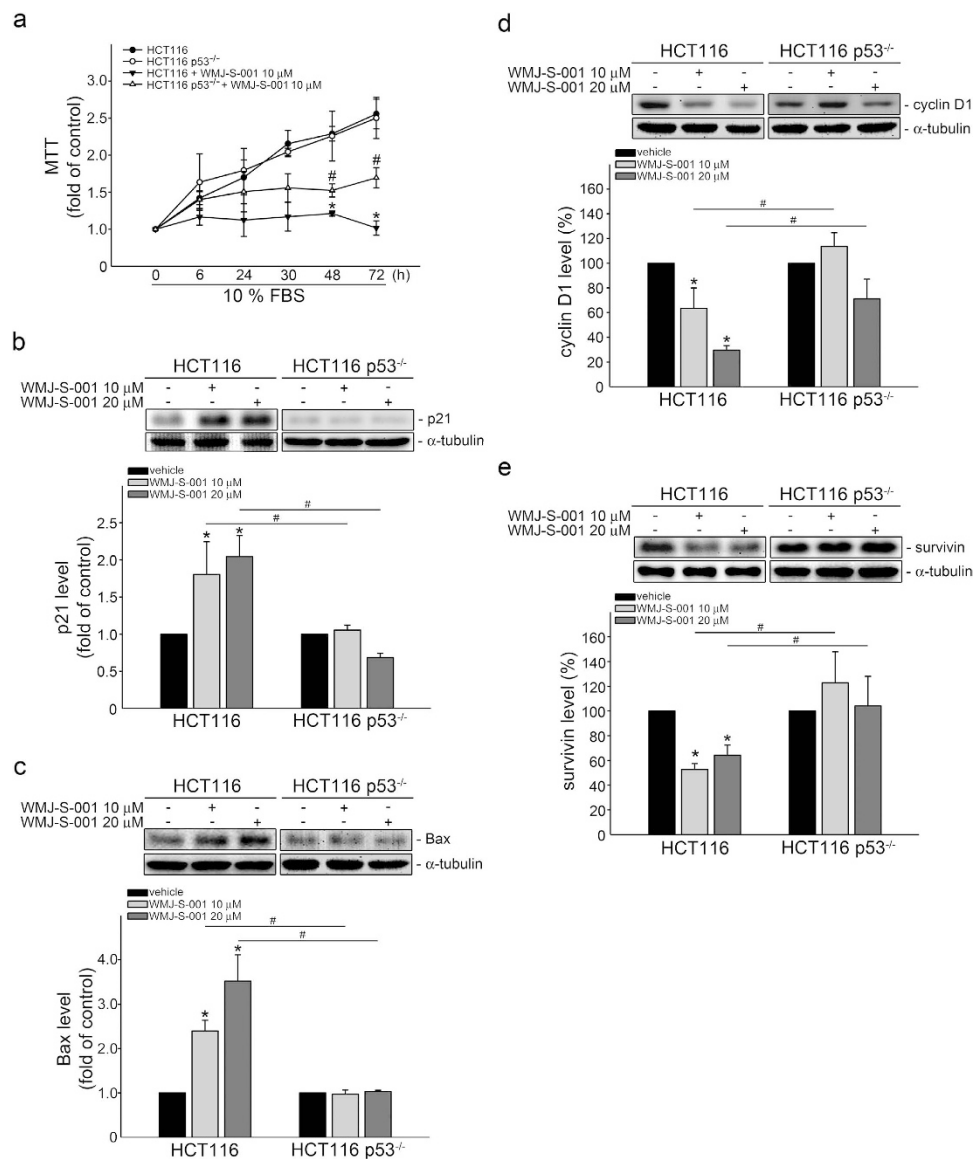 a
HCT116
HCT116 p53-/-
HCT116 + WMJ-S-001 10 μM
HCT116 p53-/- + WMJ-S-001 10 μM
MTT
(fold of control)
3.0
2.5
2.0
1.5
1.0
0.5
0
# #
* *
0 6 24 30 48 72 (h)
10 % FBS
b
HCT116 HCT116 p53-/-
WMJ-S-001 10 μM - + - - + -
WMJ-S-001 20 μM - - + - - +
- p21
- α-tubulin
vehicle
WMJ-S-001 10 μM
WMJ-S-001 20 μM
p21 level
(fold of control)
2.5
2.0
1.5
1.0
0.5
0
#
#
* *
HCT116 HCT116 p53-/-
c
HCT116 HCT116 p53-/-
WMJ-S-001 10 μM - + - - + -
WMJ-S-001 20 μM - - + - - +
- Bax
- α-tubulin
vehicle
WMJ-S-001 10 μM
WMJ-S-001 20 μM
Bax level
(fold of control)
4.0
3.0
2.0
1.0
0
#
#
* *
HCT116 HCT116 p53-/-
d
HCT116 HCT116 p53-/-
WMJ-S-001 10 μM - + - - + -
WMJ-S-001 20 μM - - + - - +
- cyclin D1
- α-tubulin
vehicle
WMJ-S-001 10 μM
WMJ-S-001 20 μM
cyclin D1 level (%)
160
140
120
100
80
60
40
20
0
#
#
* *
HCT116 HCT116 p53-/-
e
HCT116 HCT116 p53-/-
WMJ-S-001 10 μM - + - - + -
WMJ-S-001 20 μM - - + - - +
- survivin
- α-tubulin
vehicle
WMJ-S-001 10 μM
WMJ-S-001 20 μM
survivin level (%)
160
140
120
100
80
60
40
20
0
#
#
* *
HCT116 HCT116 p53-/-